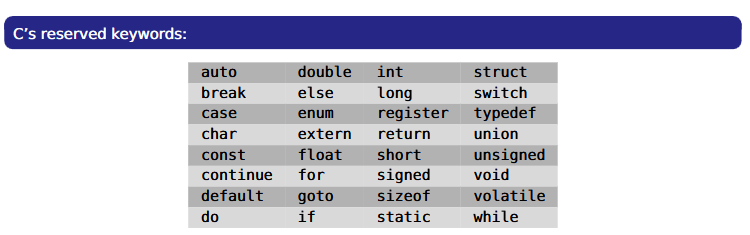 C's reserved keywords:
auto double int struct
break else long switch
case enum register typedef
char extern return union
const float short unsigned
continue for signed void
default goto sizeof volatile
do if static while